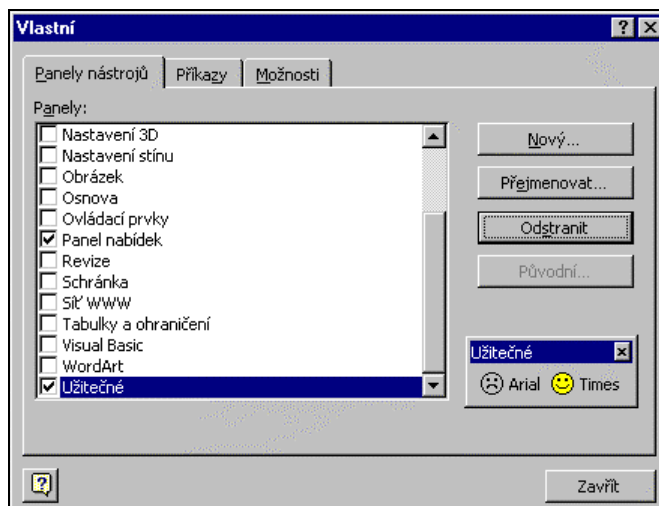 Vlastní
Panely nástrojů
Příkazy
Možnosti
Panely:
Nastavení 3D
Nastavení stínu
Obrázek
Osnova
Ovládací prvky
Panel nabídek
Revize
Schránka
Síť WWW
Tabulky a ohraničení
Visual Basic
WordArt
Užitečné
Nový...
Přejmenovat...
Odstranit
Původní...
Užitečné
Arial Times
Zavřít